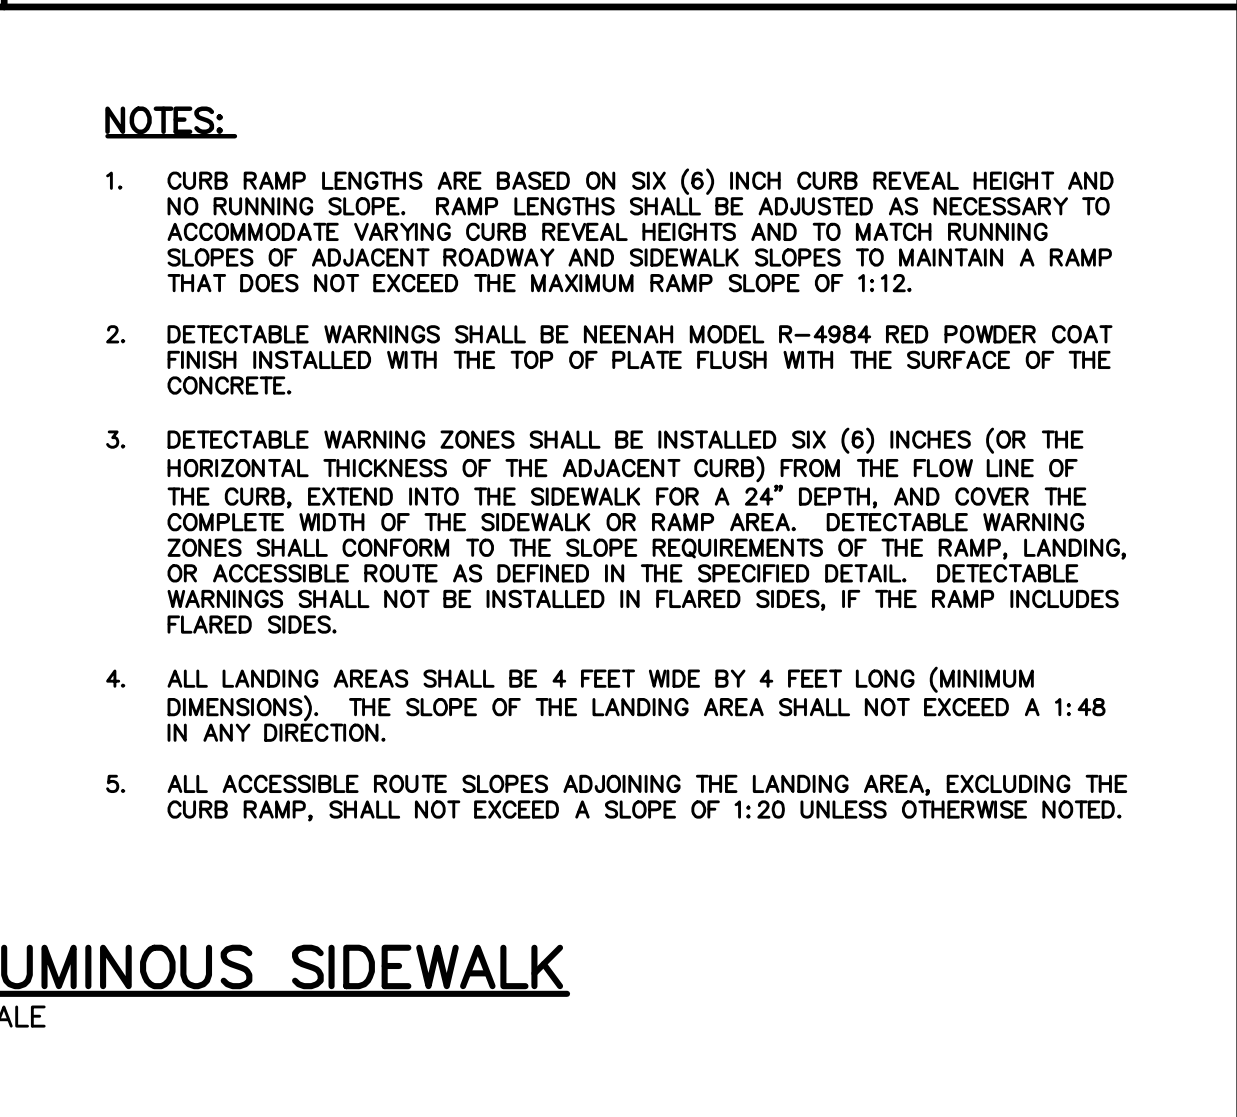 NOTES:
1. CURB RAMP LENGTHS ARE BASED ON SIX (6) INCH CURB REVEAL HEIGHT AND
NO RUNNING SLOPE. RAMP LENGTHS SHALL BE ADJUSTED AS NECESSARY TO
ACCOMMODATE VARYING CURB REVEAL HEIGHTS AND TO MATCH RUNNING
SLOPES OF ADJACENT ROADWAY AND SIDEWALK SLOPES TO MAINTAIN A RAMP
THAT DOES NOT EXCEED THE MAXIMUM RAMP SLOPE OF 1:12.
2. DETECTABLE WARNINGS SHALL BE NEENAH MODEL R-4984 RED POWDER COAT
FINISH INSTALLED WITH THE TOP OF PLATE FLUSH WITH THE SURFACE OF THE
CONCRETE.
3. DETECTABLE WARNING ZONES SHALL BE INSTALLED SIX (6) INCHES (OR THE
HORIZONTAL THICKNESS OF THE ADJACENT CURB) FROM THE FLOW LINE OF
THE CURB, EXTEND INTO THE SIDEWALK FOR A 24" DEPTH, AND COVER THE
COMPLETE WIDTH OF THE SIDEWALK OR RAMP AREA. DETECTABLE WARNING
ZONES SHALL CONFORM TO THE SLOPE REQUIREMENTS OF THE RAMP, LANDING,
OR ACCESSIBLE ROUTE AS DEFINED IN THE SPECIFIED DETAIL. DETECTABLE
WARNINGS SHALL NOT BE INSTALLED IN FLARED SIDES, IF THE RAMP INCLUDES
FLARED SIDES.
4. ALL LANDING AREAS SHALL BE 4 FEET WIDE BY 4 FEET LONG (MINIMUM
DIMENSIONS). THE SLOPE OF THE LANDING AREA SHALL NOT EXCEED A 1:48
IN ANY DIRECTION.
5. ALL ACCESSIBLE ROUTE SLOPES ADJOINING THE LANDING AREA, EXCLUDING THE
CURB RAMP, SHALL NOT EXCEED A SLOPE OF 1:20 UNLESS OTHERWISE NOTED.
UMINOUS SIDEWALK
ALE